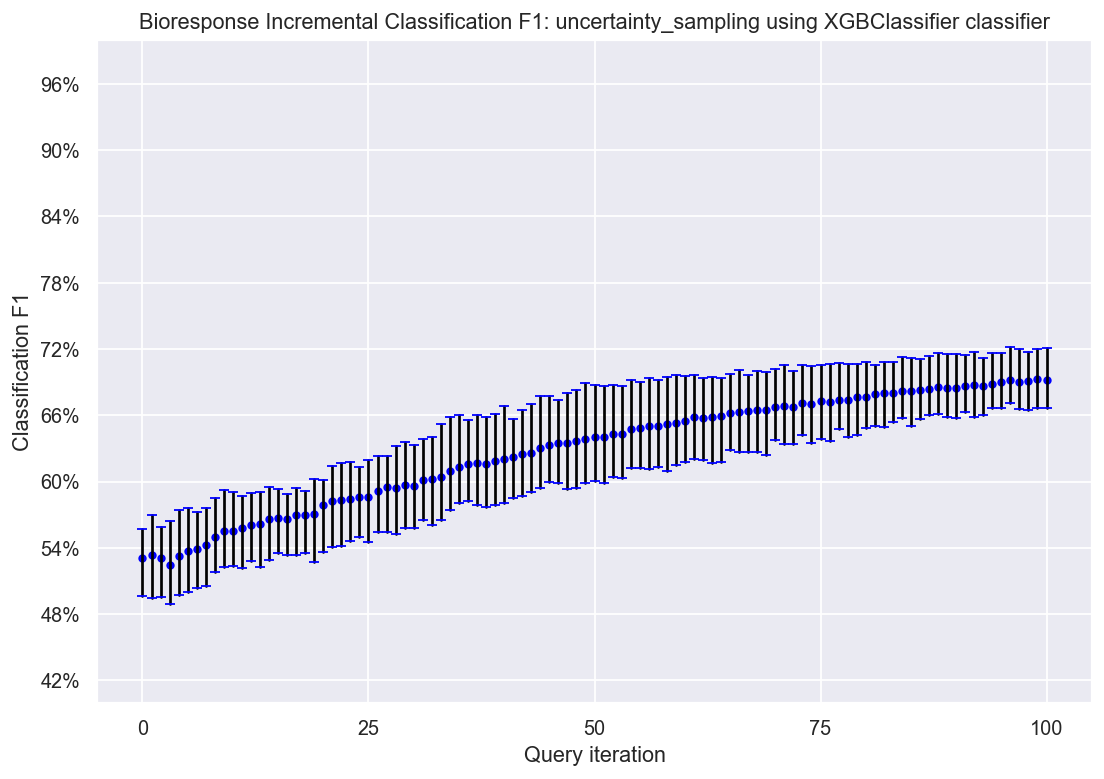 Bioresponse Incremental Classification F1: uncertainty_sampling using XGBClassifier classifier
96%
90%
84%
78%
72%
66%
60%
54%
48%
42%
Classification F1
0 25 50 75 100
Query iteration